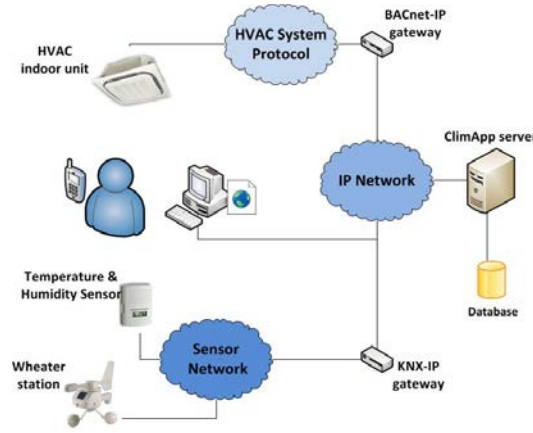 BACnet-IP
gateway
HVAC System
Protocol
HVAC
indoor unit
ClimApp server
IP Network
Temperature &
Humidity Sensor
Database
Sensor
Network
KNX-IP
gateway
Wheater
station